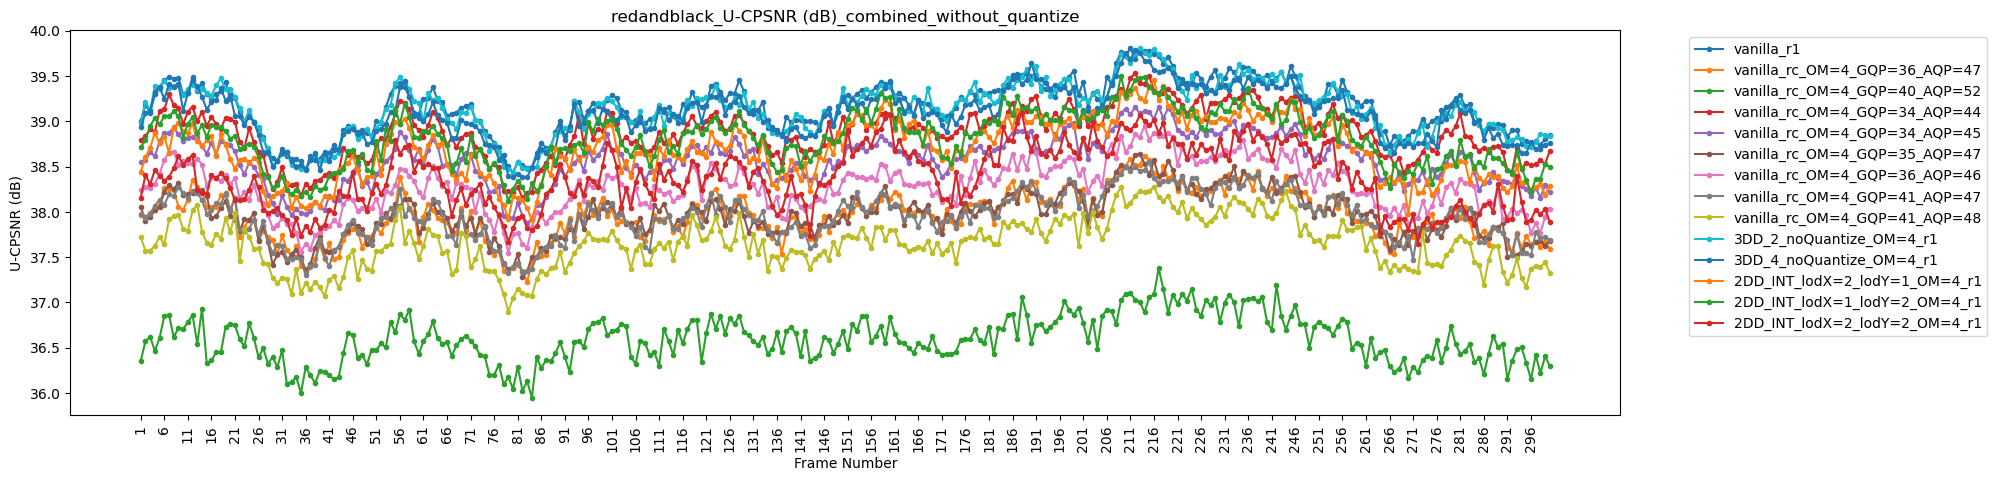 redandblack_U-CPSNR (dB)_combined_without_quantize
U-CPSNR (dB)
40.0
39.5
39.0
38.5
38.0
37.5
37.0
36.5
36.0
1 6 11 16 21 26 31 36 41 46 51 56 61 66 71 76 81 86 91 96 101 106 111 116 121 126 131 136 141 146 151 156 161 166 171 176 181 186 191 196 201 206 211 216 221 226 231 236 241 246 251 256 261 266 271 276 281 286 291 296
Frame Number
vanilla_r1
vanilla_rc_OM=4_GQP=36_AQP=47
vanilla_rc_OM=4_GQP=40_AQP=52
vanilla_rc_OM=4_GQP=34_AQP=44
vanilla_rc_OM=4_GQP=34_AQP=45
vanilla_rc_OM=4_GQP=35_AQP=47
vanilla_rc_OM=4_GQP=36_AQP=46
vanilla_rc_OM=4_GQP=41_AQP=47
vanilla_rc_OM=4_GQP=41_AQP=48
3DD_2_noQuantize_OM=4_r1
3DD_4_noQuantize_OM=4_r1
2DD_INT_lodX=2_lodY=1_OM=4_r1
2DD_INT_lodX=1_lodY=2_OM=4_r1
2DD_INT_lodX=2_lodY=2_OM=4_r1